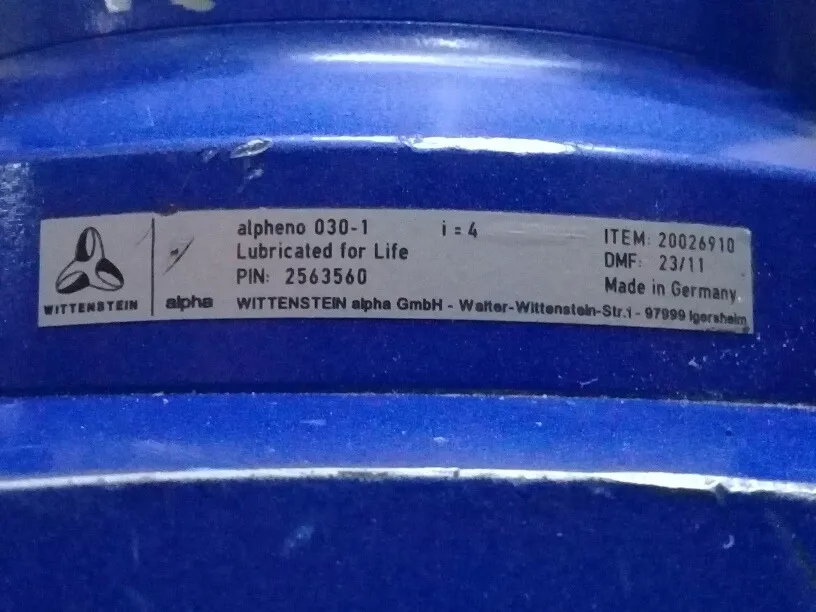 alpheno 030-1 i = 4 ITEM: 20026910
Lubricated for Life DMF: 23/11
PIN: 2563560 Made in Germany
WITTENSTEIN alpha WITTENSTEIN alpha GmbH - Walter-Wittenstein-Str.1 - 97999 Igersheim